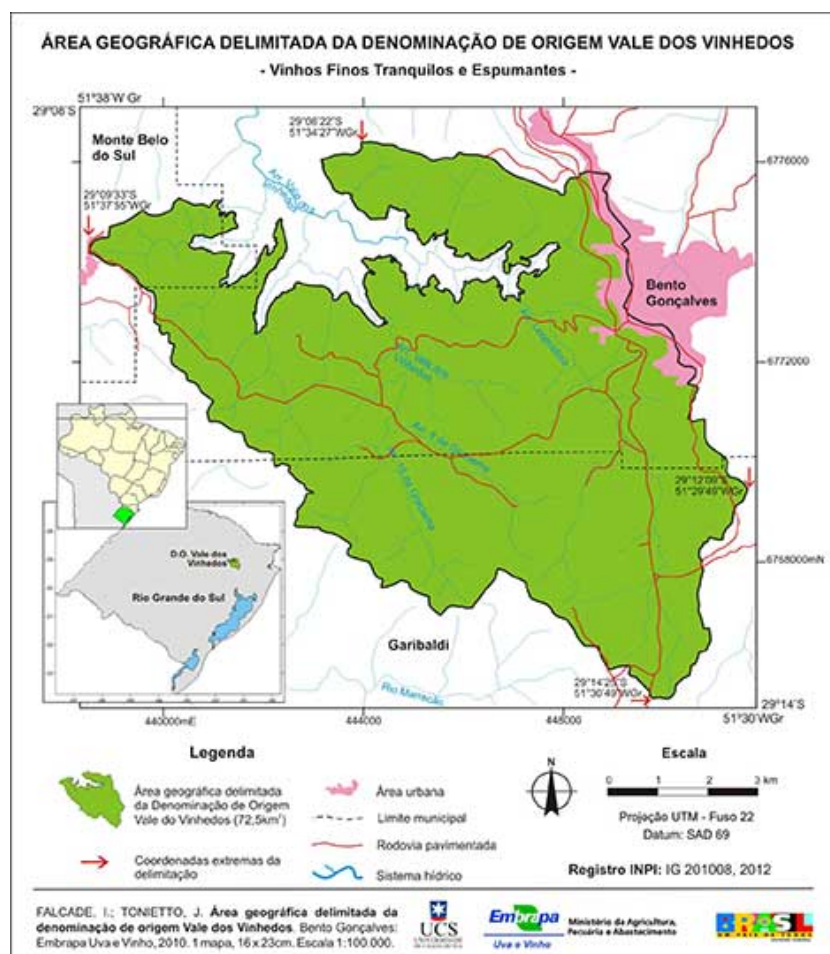 ÁREA GEOGRÁFICA DELIMITADA DA DENOMINAÇÃO DE ORIGEM VALE DOS VINHEDOS
- Vinhos Finos Tranquilos e Espumantes -
51°38'W Gr
29°08'S
Monte Belo
do Sul
29°08'22"S
51°34'27"WGr
6776000
29°09'33"S
51°37'55"WGr
Arr. Vale dos
Vinhedos
Bento
Gonçalves
6772000
29°12'09"S
51°29'49"WGr
D.O. Vale dos
Vinhedos
6768000mN
Rio Grande do Sul
Garibaldi
Rio Marrecão
51°30'49"WGr
29°14'S
440000mE
444000
448000
51°30'WGr
Legenda
Área geográfica delimitada
da Denominação de Origem
Vale do Vinhedos (72,5km²)
Coordenadas extremas da
delimitação
Área urbana
Limite municipal
Rodovia pavimentada
Sistema hídrico
N
Escala
0 1 2 3 km
Projeção UTM - Fuso 22
Datum: SAD 69
Registro INPI: IG 201008, 2012
FALCADE, I.; TONIETTO, J. Área geográfica delimitada da
denominação de origem Vale dos Vinhedos. Bento Gonçalves:
Embrapa Uva e Vinho, 2010. 1 mapa, 16 x 23cm. Escala 1:100.000.
UCS
Embrapa
Uva e Vinho
Ministério da Agricultura,
Pecuária e Abastecimento
BRASIL